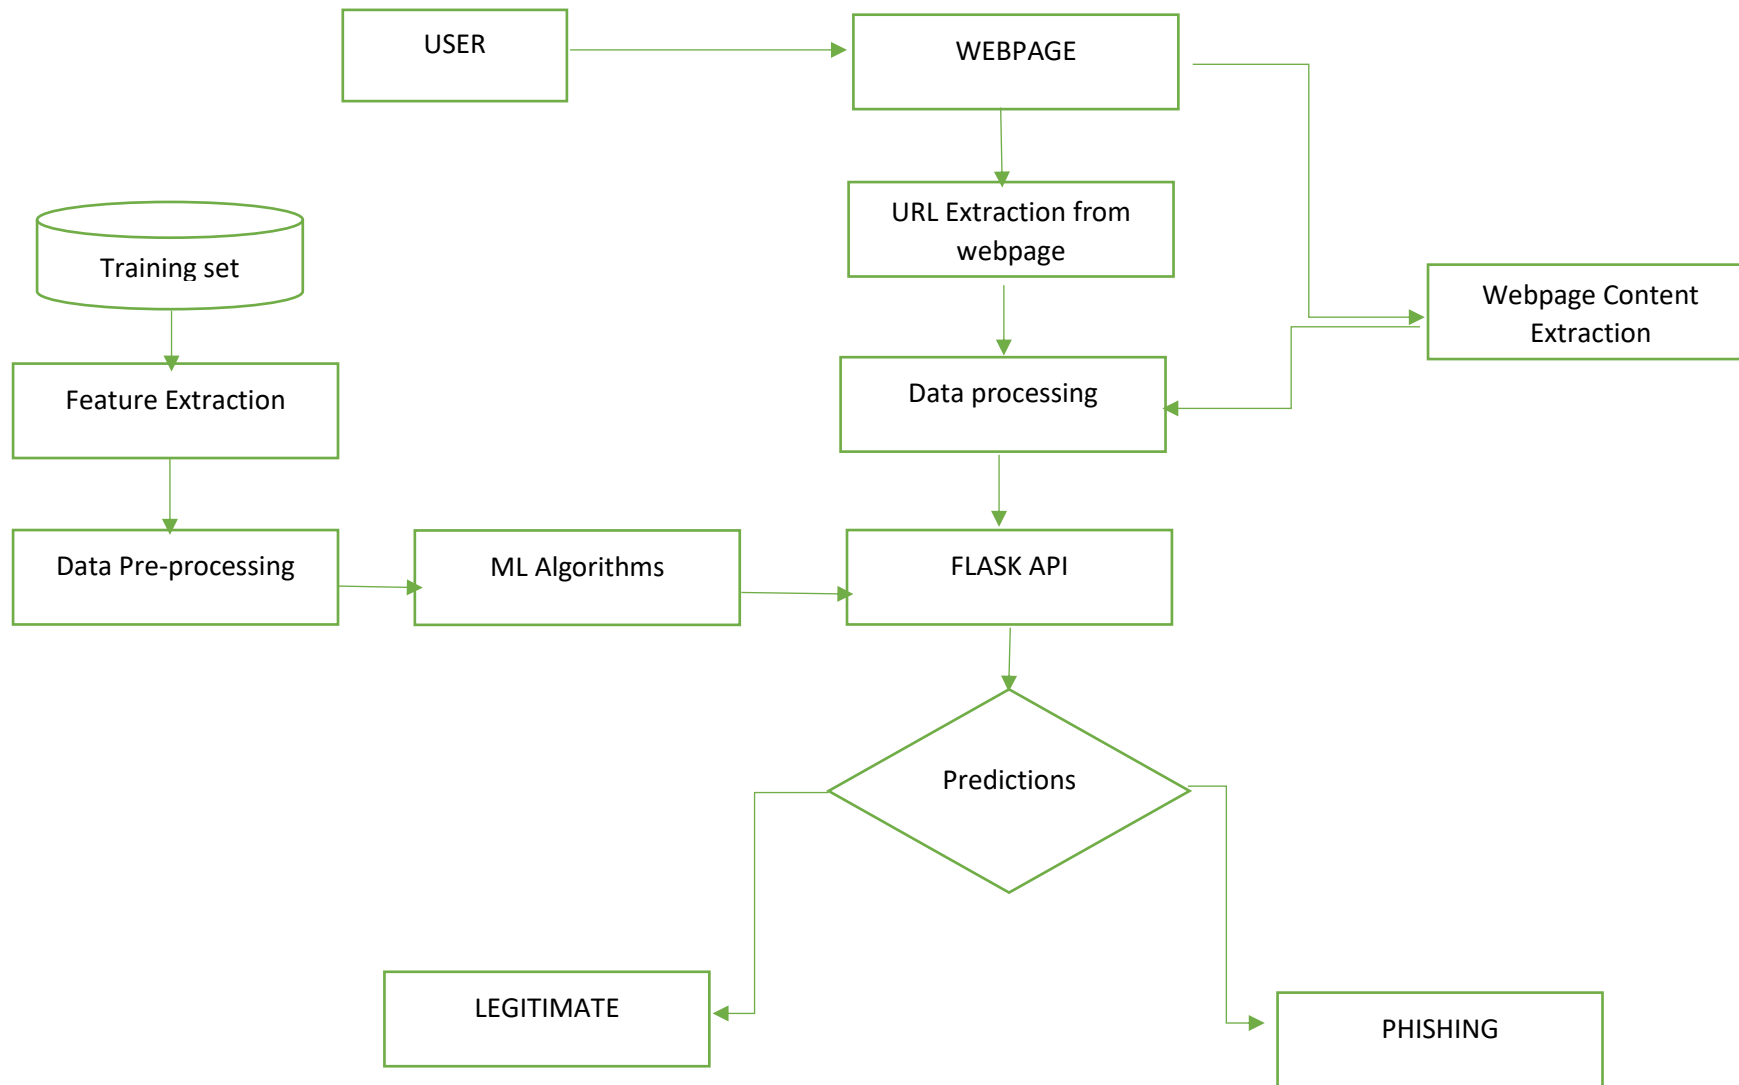 USER
WEBPAGE
URL Extraction from
webpage
Training set
Webpage Content
Extraction
Feature Extraction
Data processing
Data Pre-processing
ML Algorithms
FLASK API
Predictions
LEGITIMATE
PHISHING